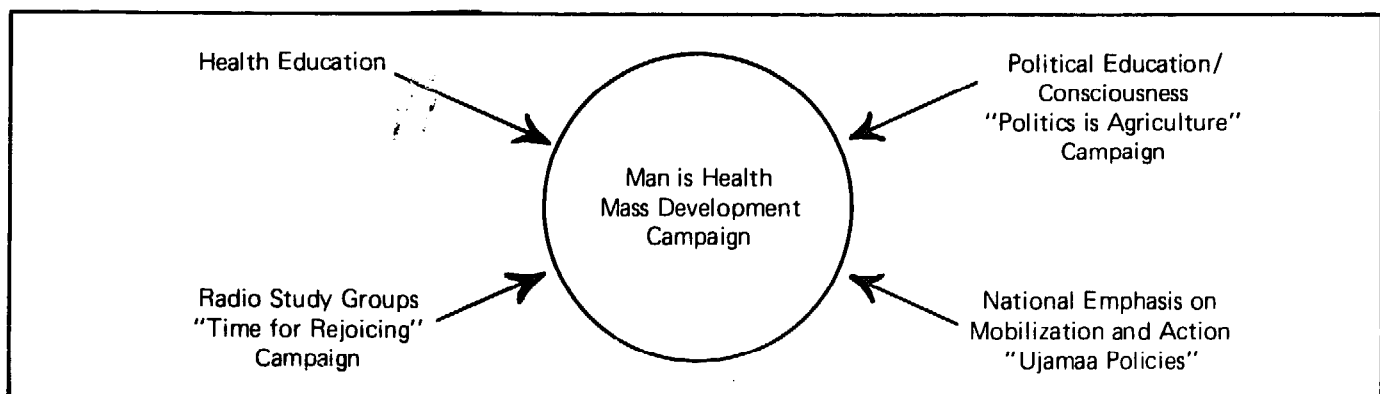 Health Education
Political Education/
Consciousness
"Politics is Agriculture"
Campaign
Man is Health
Mass Development
Campaign
Radio Study Groups
"Time for Rejoicing"
Campaign
National Emphasis on
Mobilization and Action
"Ujamaa Policies"